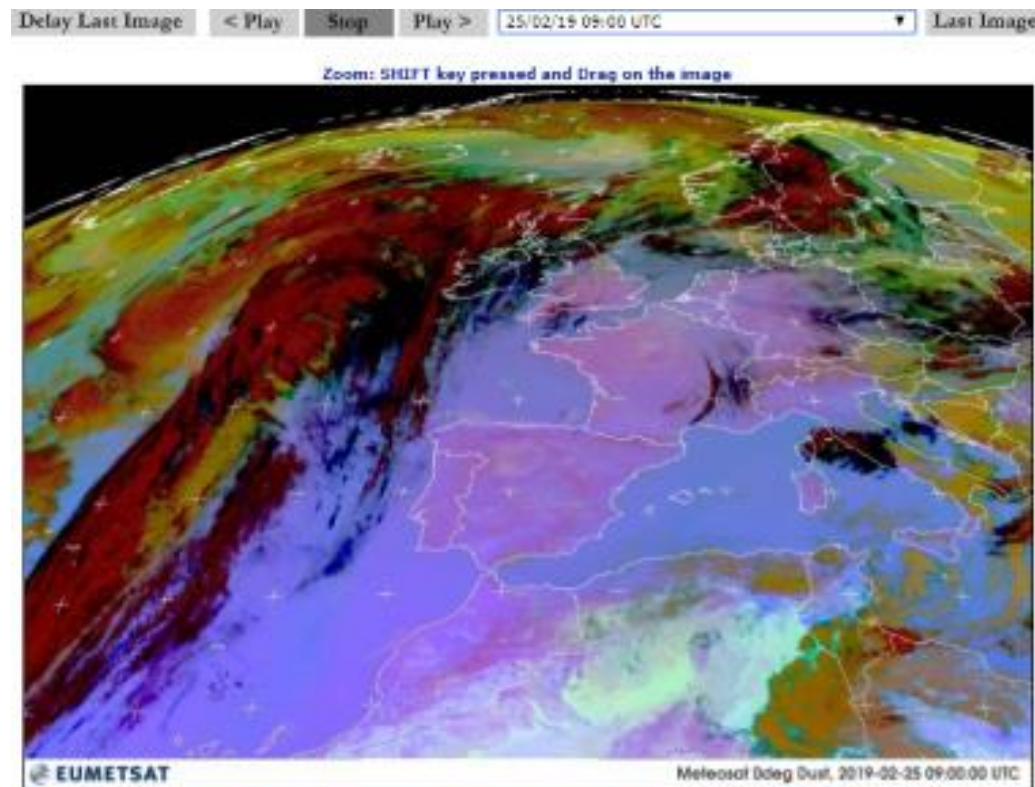 Delay Last Image < Play Stop Play > 25/02/19 09:00 UTC Last Image
Zoom: SHIFT key pressed and Drag on the image
EUMETSAT Meteosat 0deg Dust, 2019-02-25 09:00:00 UTC